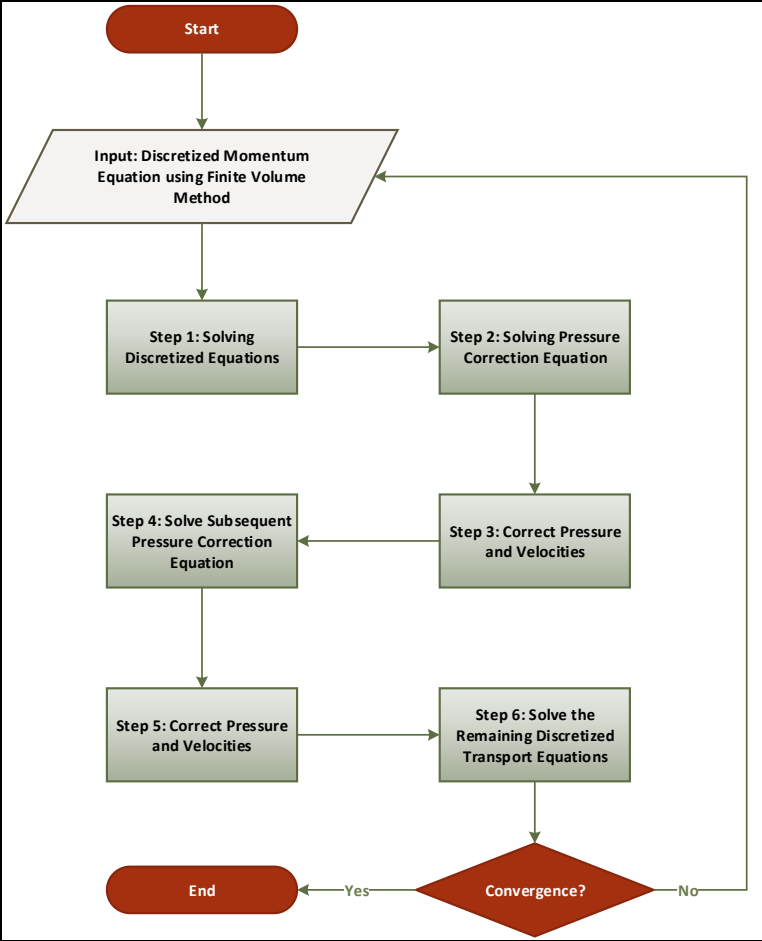 Start
Input: Discretized Momentum
Equation using Finite Volume
Method
Step 1: Solving
Discretized Equations
Step 2: Solving Pressure
Correction Equation
Step 3: Correct Pressure
and Velocities
Step 4: Solve Subsequent
Pressure Correction
Equation
Step 5: Correct Pressure
and Velocities
Step 6: Solve the
Remaining Discretized
Transport Equations
Convergence?
No
Yes
End